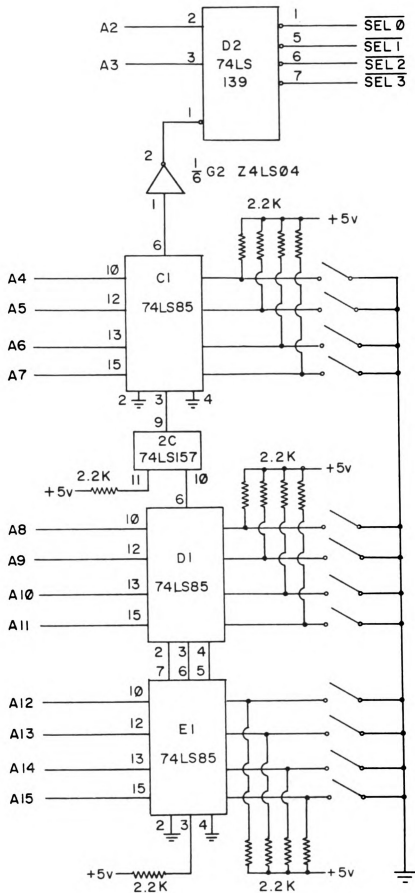 A2 2 D2 1 SEL 0
5 SEL 1
A3 3 74LS 6 SEL 2
139 7 SEL 3
1
2
1/6 G2 Z4LS04
1
2.2K +5v
6
A4 10 C1
A5 12 74LS85
A6 13
A7 15
2 3 4
9
2C
74LS157
2.2K
+5v 11 10
2.2K +5v
6
A8 10
A9 12 D1
A10 13 74LS85
A11 15
2 3 4
7 6 5
A12 10
A13 12 E1
A14 13 74LS85
A15 15
2 3 4
+5v 2.2K
2.2K +5v